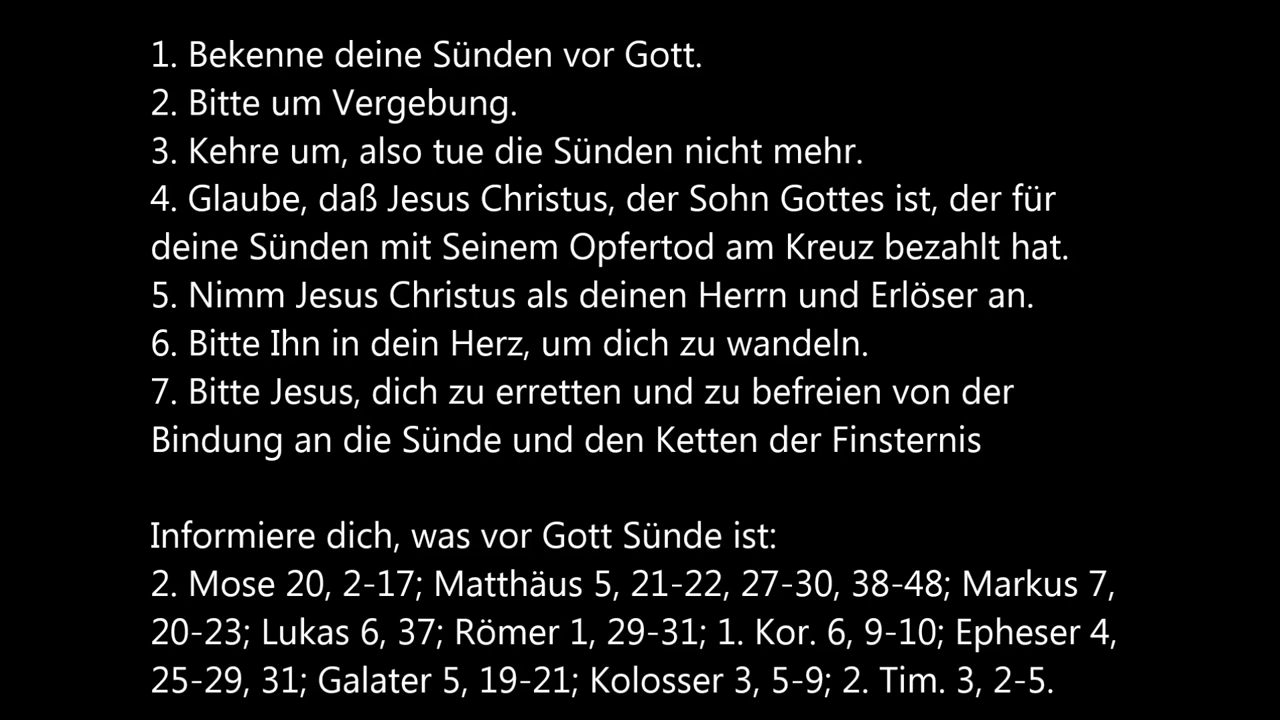 1. Bekenne deine Sünden vor Gott.
2. Bitte um Vergebung.
3. Kehre um, also tue die Sünden nicht mehr.
4. Glaube, daß Jesus Christus, der Sohn Gottes ist, der für
deine Sünden mit Seinem Opfertod am Kreuz bezahlt hat.
5. Nimm Jesus Christus als deinen Herrn und Erlöser an.
6. Bitte Ihn in dein Herz, um dich zu wandeln.
7. Bitte Jesus, dich zu erretten und zu befreien von der
Bindung an die Sünde und den Ketten der Finsternis
Informiere dich, was vor Gott Sünde ist:
2. Mose 20, 2-17; Matthäus 5, 21-22, 27-30, 38-48; Markus 7,
20-23; Lukas 6, 37; Römer 1, 29-31; 1. Kor. 6, 9-10; Epheser 4,
25-29, 31; Galater 5, 19-21; Kolosser 3, 5-9; 2. Tim. 3, 2-5.